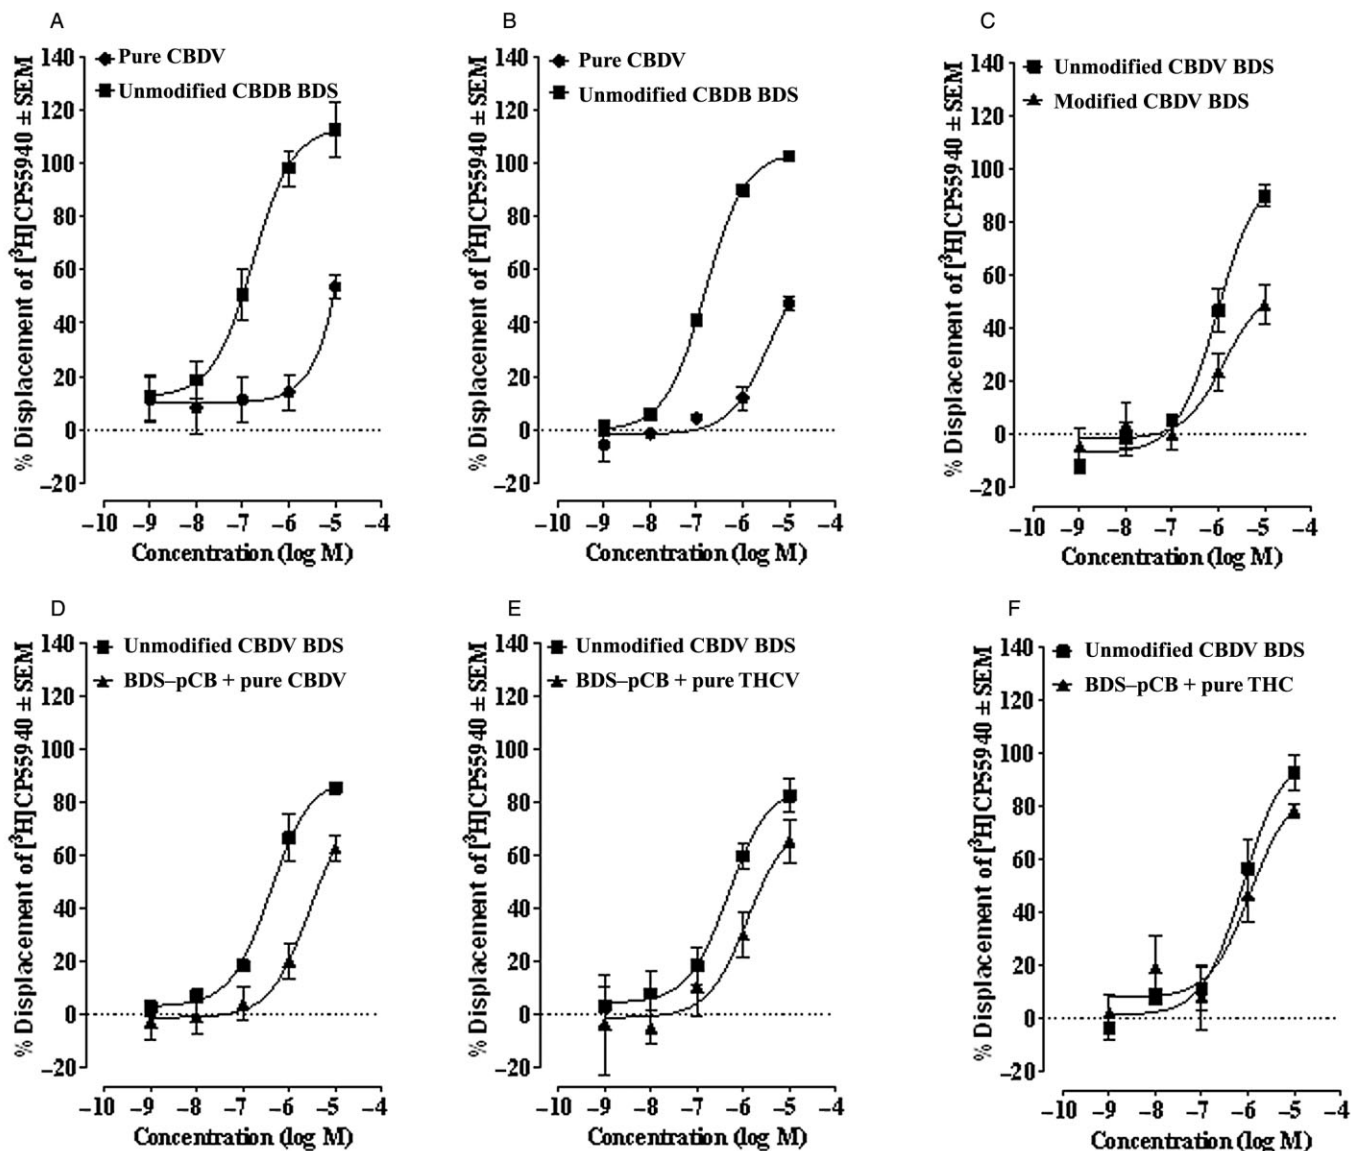 A
% Displacement of [³H]CP55940 ± SEM
140
120
100
80
60
40
20
0
–20
Pure CBDV
Unmodified CBDB BDS
–10 –9 –8 –7 –6 –5 –4
Concentration (log M)
B
% Displacement of [³H]CP55940 ± SEM
140
120
100
80
60
40
20
0
–20
Pure CBDV
Unmodified CBDB BDS
–10 –9 –8 –7 –6 –5 –4
Concentration (log M)
C
% Displacement of [³H]CP55940 ± SEM
140
120
100
80
60
40
20
0
–20
Unmodified CBDV BDS
Modified CBDV BDS
–10 –9 –8 –7 –6 –5 –4
Concentration (log M)
D
% Displacement of [³H]CP55940 ± SEM
140
120
100
80
60
40
20
0
–20
Unmodified CBDV BDS
BDS–pCB + pure CBDV
–10 –9 –8 –7 –6 –5 –4
Concentration (log M)
E
% Displacement of [³H]CP55940 ± SEM
140
120
100
80
60
40
20
0
–20
Unmodified CBDV BDS
BDS–pCB + pure THCV
–10 –9 –8 –7 –6 –5 –4
Concentration (log M)
F
% Displacement of [³H]CP55940 ± SEM
140
120
100
80
60
40
20
0
–20
Unmodified CBDV BDS
BDS–pCB + pure THC
–10 –9 –8 –7 –6 –5 –4
Concentration (log M)